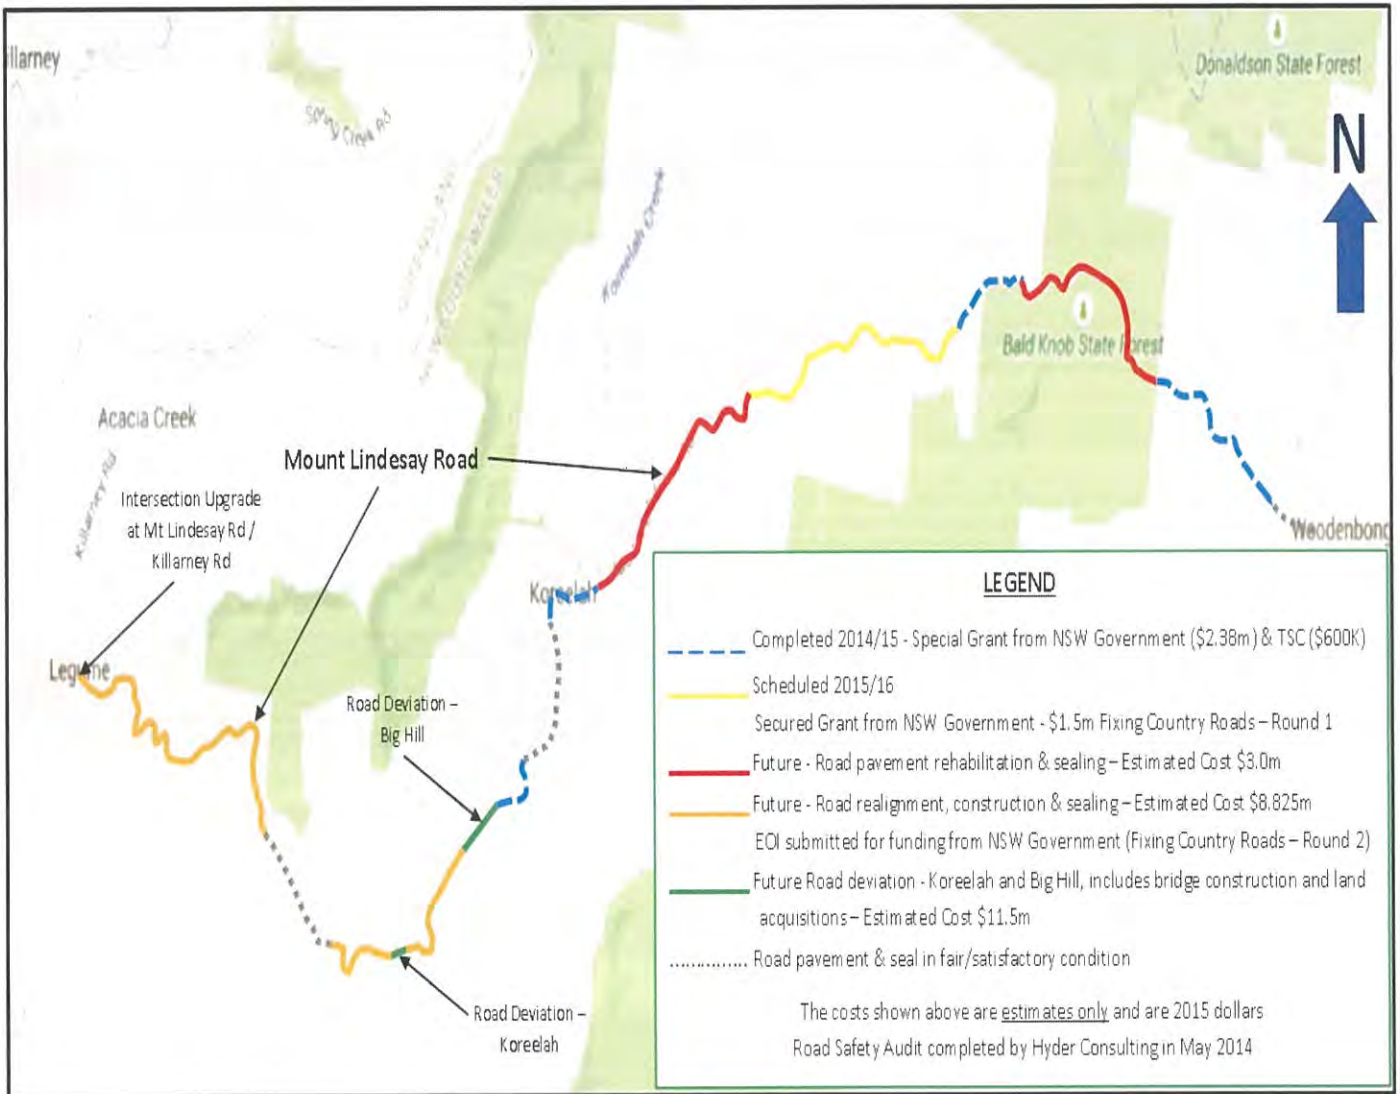 illarney
Spring Creek Rd
Donaldson State Forest
N
QUEENSLAND
NEW SOUTH WALES
Koreelah Creek
Bald Knob State Forest
Acacia Creek
Killarney Rd
Mount Lindesay Road
Intersection Upgrade
at Mt Lindesay Rd /
Killarney Rd
Woodenbong
Koreelah
Legume
Road Deviation –
Big Hill
Road Deviation –
Koreelah
LEGEND
Completed 2014/15 - Special Grant from NSW Government ($2.38m) & TSC ($600K)
Scheduled 2015/16
Secured Grant from NSW Government - $1.5m Fixing Country Roads – Round 1
Future - Road pavement rehabilitation & sealing – Estimated Cost $3.0m
Future - Road realignment, construction & sealing – Estimated Cost $8.825m
EOI submitted for funding from NSW Government (Fixing Country Roads – Round 2)
Future Road deviation - Koreelah and Big Hill, includes bridge construction and land
acquisitions – Estimated Cost $11.5m
Road pavement & seal in fair/satisfactory condition
The costs shown above are estimates only and are 2015 dollars
Road Safety Audit completed by Hyder Consulting in May 2014